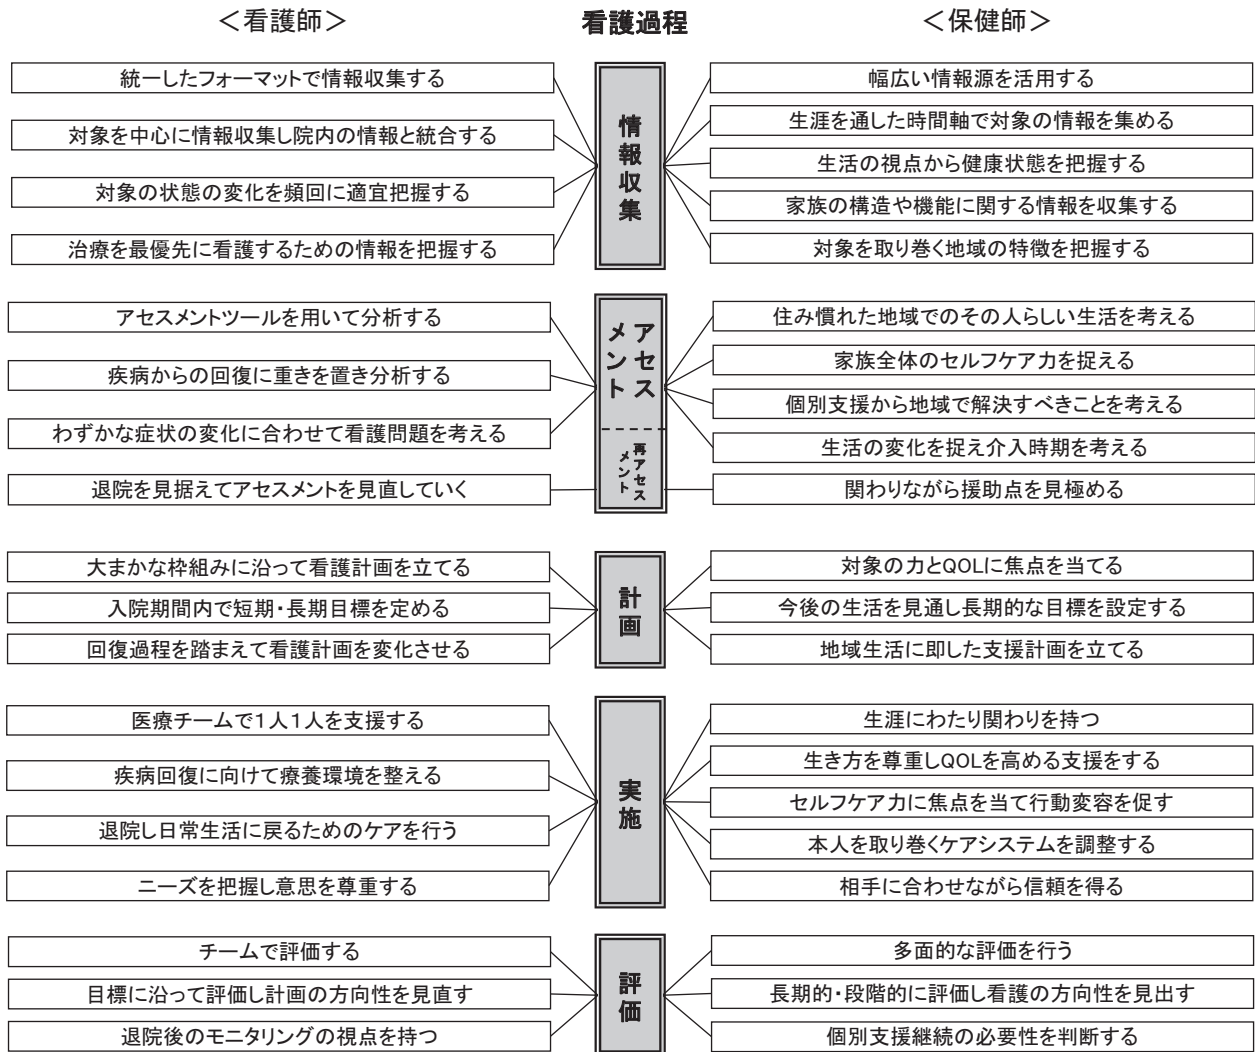 ＜看護師＞
看護過程
＜保健師＞
統一したフォーマットで情報収集する
対象を中心に情報収集し院内の情報と統合する
対象の状態の変化を頻回に適宜把握する
治療を最優先に看護するための情報を把握する
情報収集
幅広い情報源を活用する
生涯を通した時間軸で対象の情報を集める
生活の視点から健康状態を把握する
家族の構造や機能に関する情報を収集する
対象を取り巻く地域の特徴を把握する
アセスメントツールを用いて分析する
疾病からの回復に重きを置き分析する
わずかな症状の変化に合わせて看護問題を考える
退院を見据えてアセスメントを見直していく
アセス
メント
再アセス
メント
住み慣れた地域でのその人らしい生活を考える
家族全体のセルフケア力を捉える
個別支援から地域で解決すべきことを考える
生活の変化を捉え介入時期を考える
関わりながら援助点を見極める
大まかな枠組みに沿って看護計画を立てる
入院期間内で短期・長期目標を定める
回復過程を踏まえて看護計画を変化させる
計画
対象の力とQOLに焦点を当てる
今後の生活を見通し長期的な目標を設定する
地域生活に即した支援計画を立てる
医療チームで１人１人を支援する
疾病回復に向けて療養環境を整える
退院し日常生活に戻るためのケアを行う
ニーズを把握し意思を尊重する
実施
生涯にわたり関わりを持つ
生き方を尊重しQOLを高める支援をする
セルフケア力に焦点を当て行動変容を促す
本人を取り巻くケアシステムを調整する
相手に合わせながら信頼を得る
チームで評価する
目標に沿って評価し計画の方向性を見直す
退院後のモニタリングの視点を持つ
評価
多面的な評価を行う
長期的・段階的に評価し看護の方向性を見出す
個別支援継続の必要性を判断する